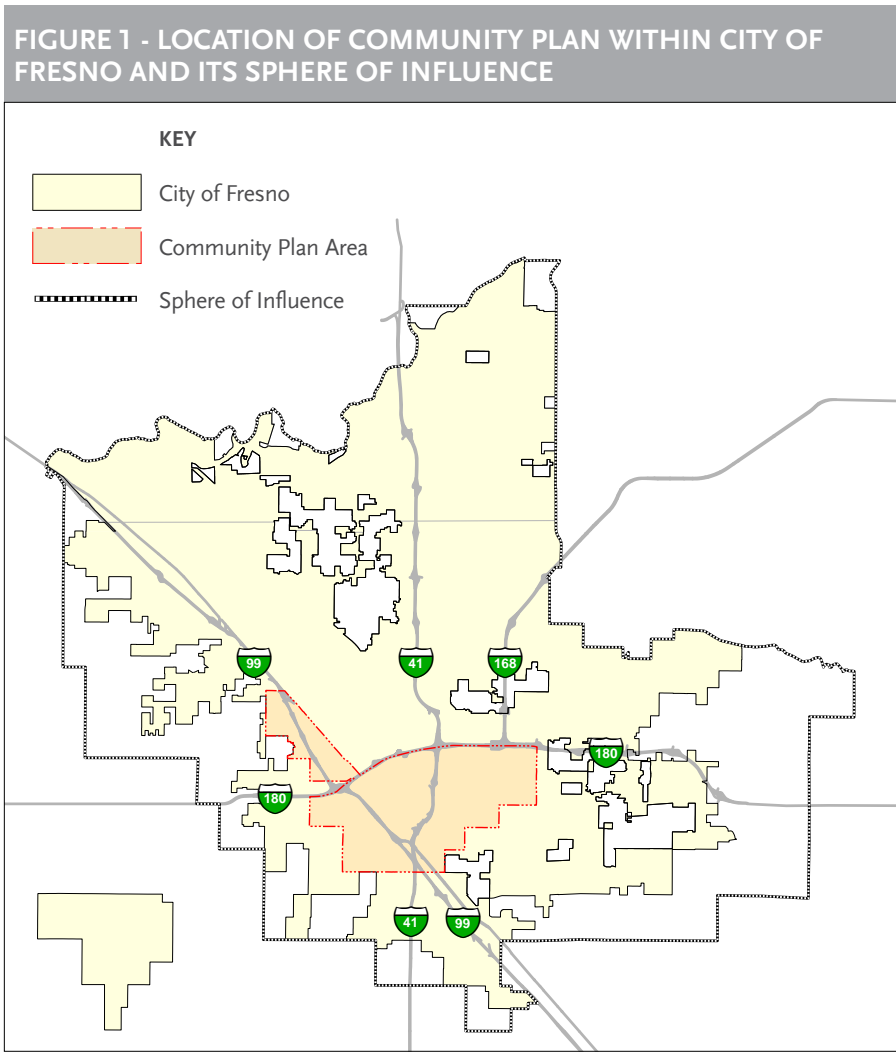 FIGURE 1 - LOCATION OF COMMUNITY PLAN WITHIN CITY OF
FRESNO AND ITS SPHERE OF INFLUENCE
KEY
City of Fresno
Community Plan Area
Sphere of Influence
99
41
168
180
180
41
99